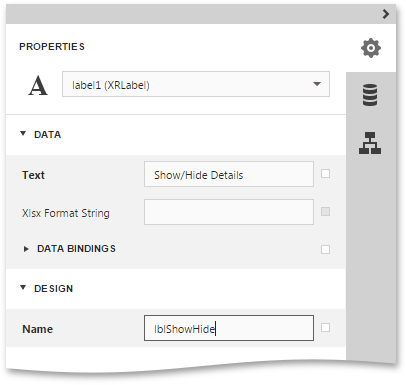 PROPERTIES
A
label1 (XRLabel)
DATA
Text
Show/Hide Details
Xlsx Format String
DATA BINDINGS
DESIGN
Name
lblShowHide